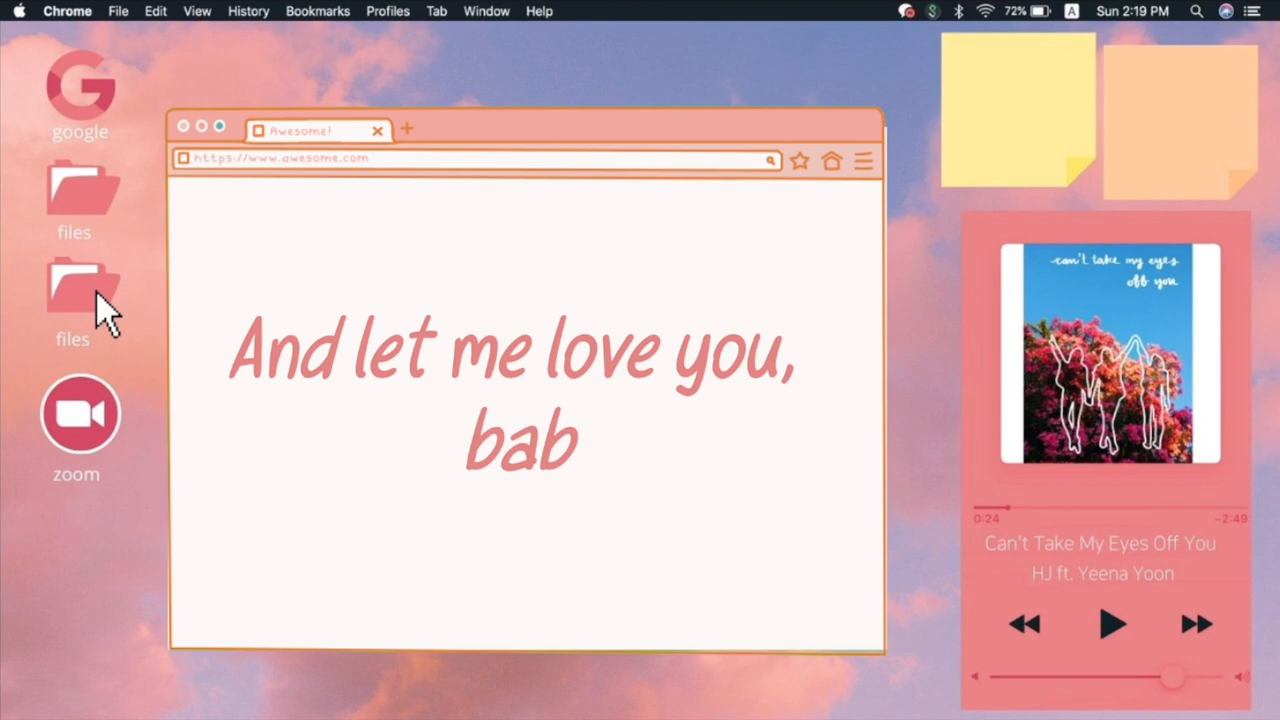 Chrome File Edit View History Bookmarks Profiles Tab Window Help
72% A Sun 2:19 PM
google
files
files
zoom
Awesome!
https://www.awesome.com
And let me love you,
bab
can't take my eyes
off you
0:24 -2:49
Can't Take My Eyes Off You
HJ ft. Yeena Yoon